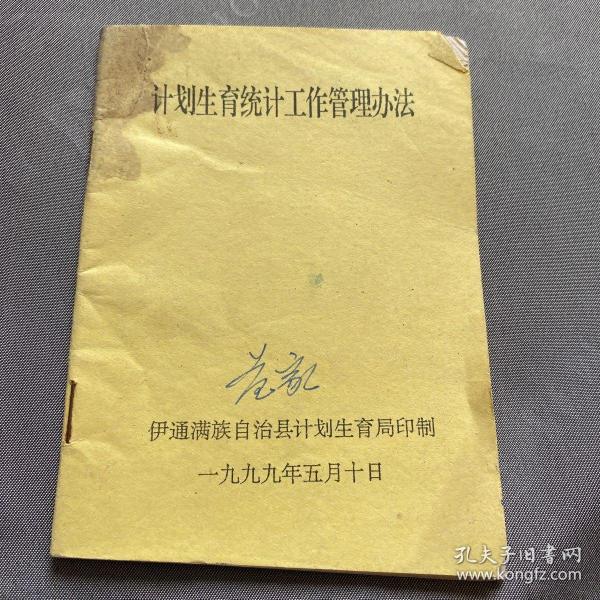 计划生育统计工作管理办法
伊通满族自治县计划生育局印制
一九九九年五月十日
孔夫子旧书网
www.kongfz.com